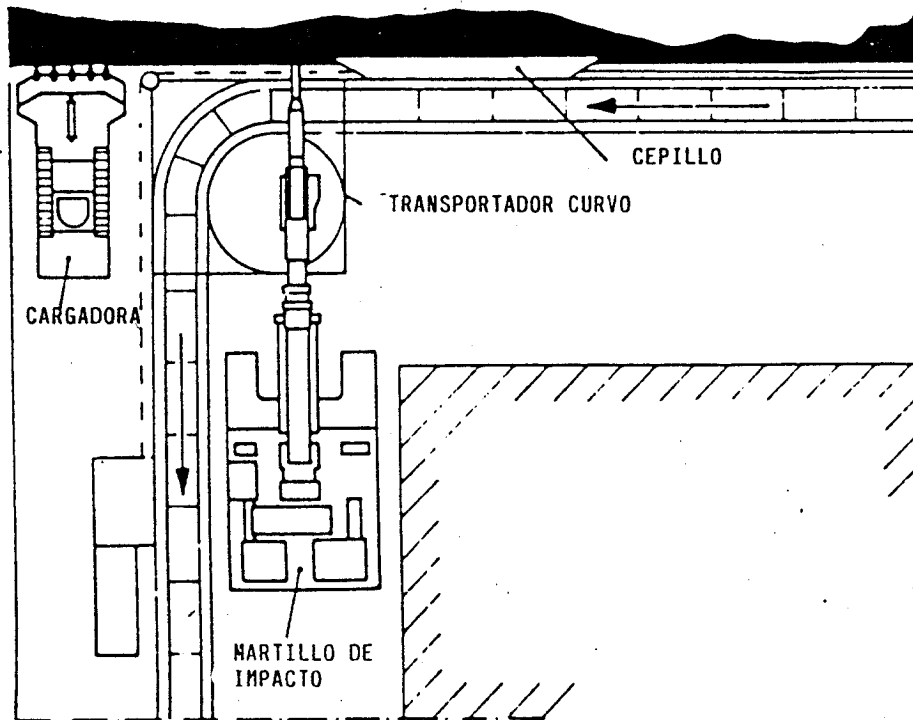 CEPILLO
TRANSPORTADOR CURVO
CARGADORA
MARTILLO DE
IMPACTO